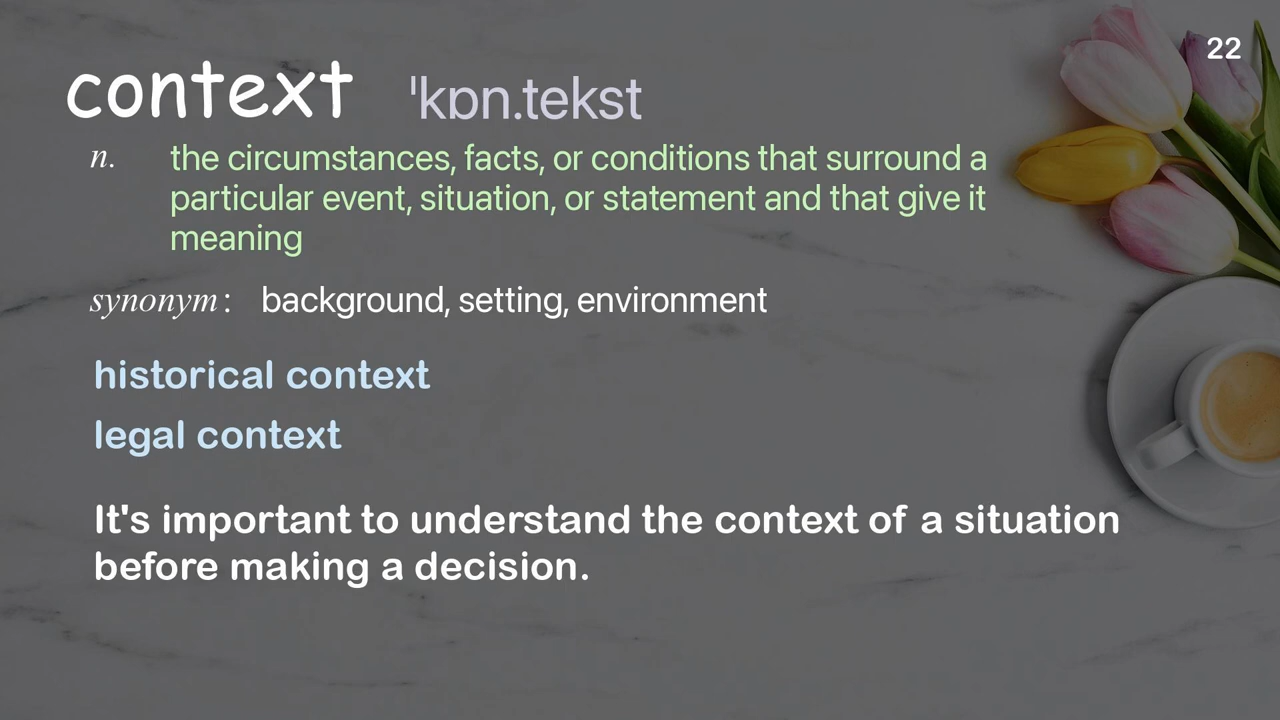 22
context ˈkɒn.tekst
n. the circumstances, facts, or conditions that surround a
particular event, situation, or statement and that give it
meaning
synonym: background, setting, environment
historical context
legal context
It's important to understand the context of a situation
before making a decision.